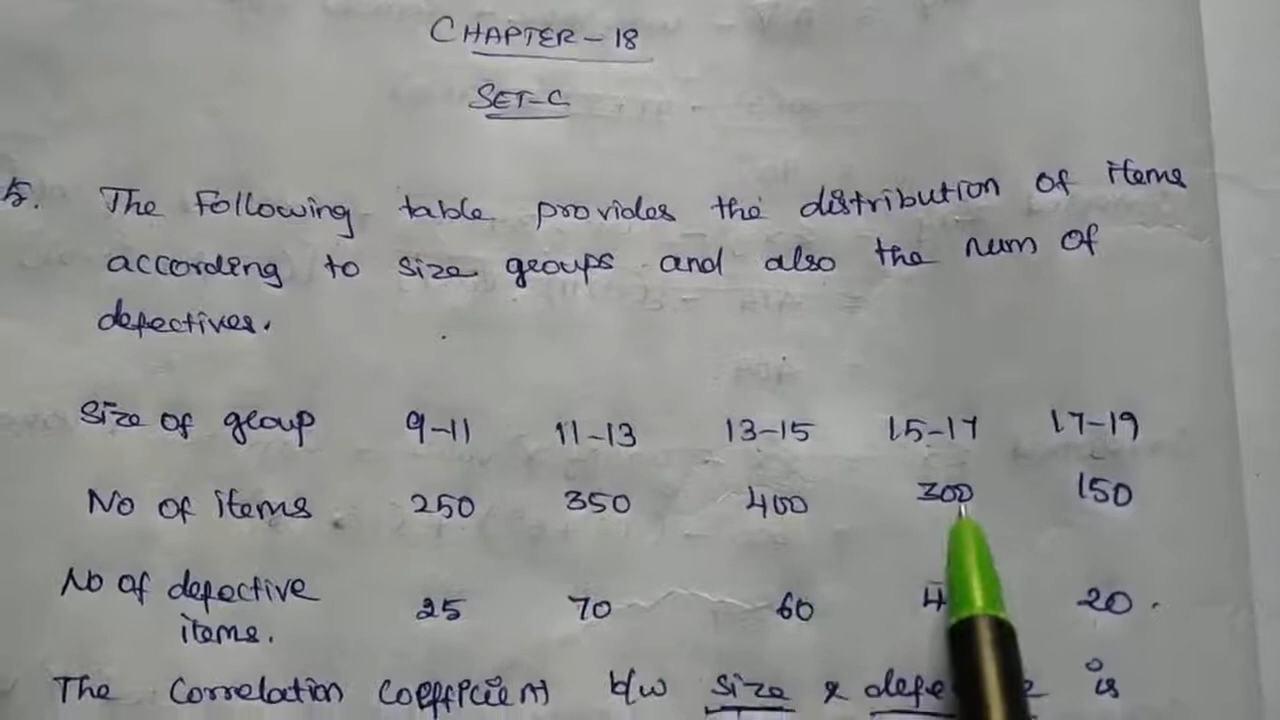 CHAPTER-18
SET-C
5. The Following table provides the distribution of items
according to size groups and also the num of
defectives.
Size of group 9-11 11-13 13-15 15-17 17-19
No of items 250 350 400 300 150
No of defective 25 70 60 20.
items.
The Correlation Coefficient b/w size & is